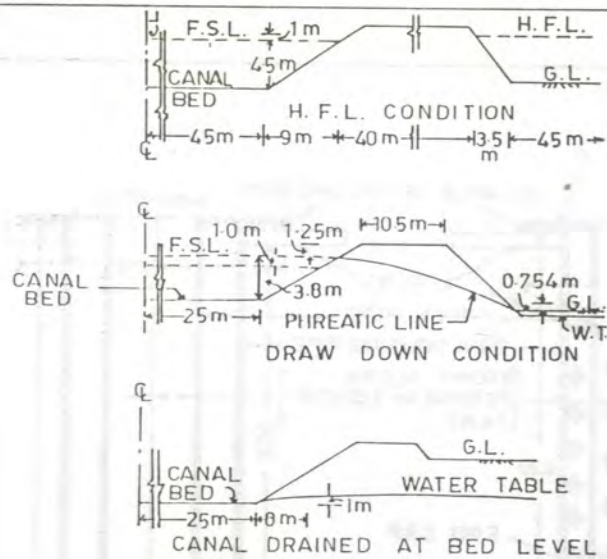 F.S.L. 1m H.F.L.
45
m
CANAL
BED G.L.
H.F.L. CONDITION
45m 9m 40m 3.5
m 45m
℄
℄
10.5m
1.0m 1.25m
F.S.L.
CANAL
BED 3.8m 0.754m G.L.
25m PHREATIC LINE W.T.
DRAW DOWN CONDITION
℄
G.L.
CANAL
BED WATER TABLE
1m
25m 8m
CANAL DRAINED AT BED LEVEL